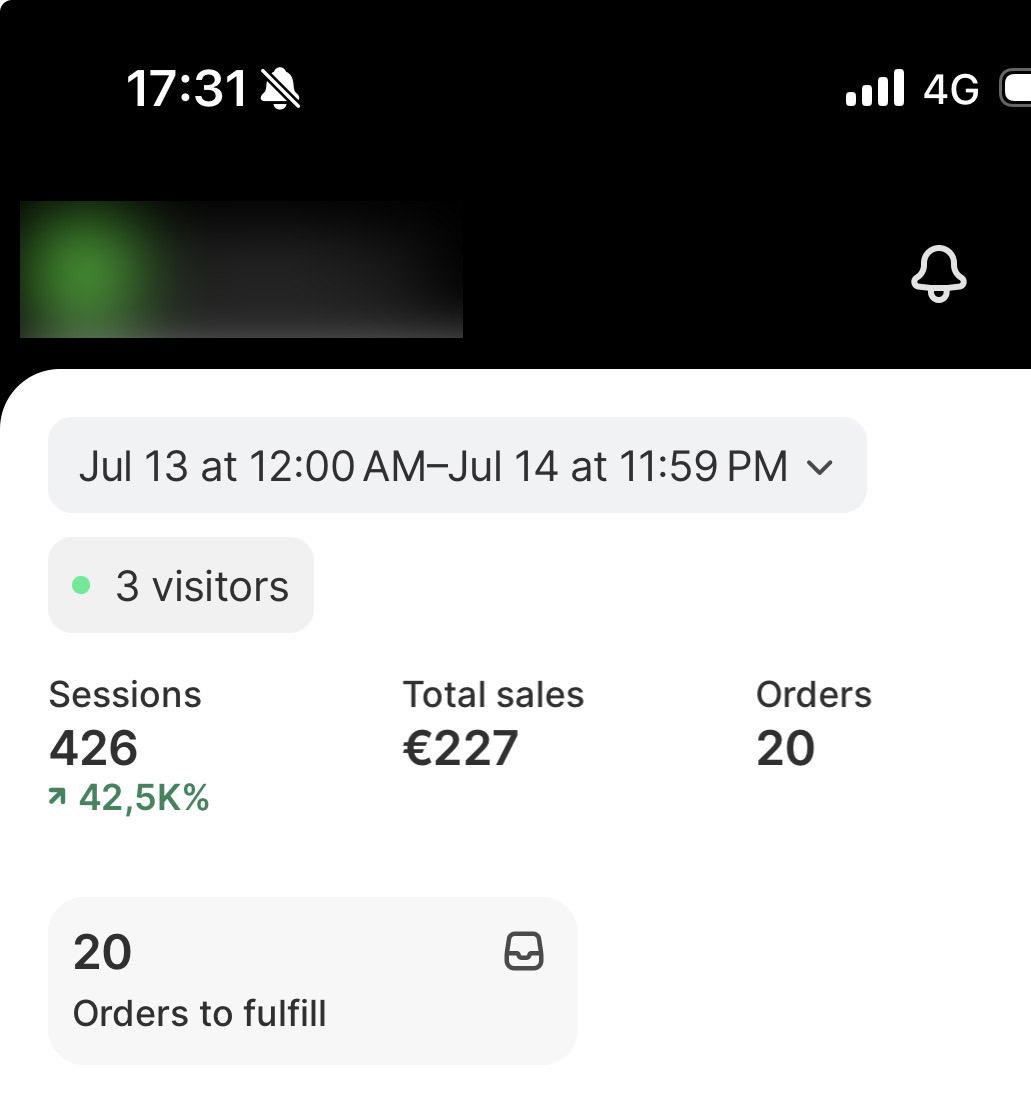 17:31 4G
Jul 13 at 12:00 AM–Jul 14 at 11:59 PM
3 visitors
Sessions Total sales Orders
426 €227 20
42,5K%
20
Orders to fulfill